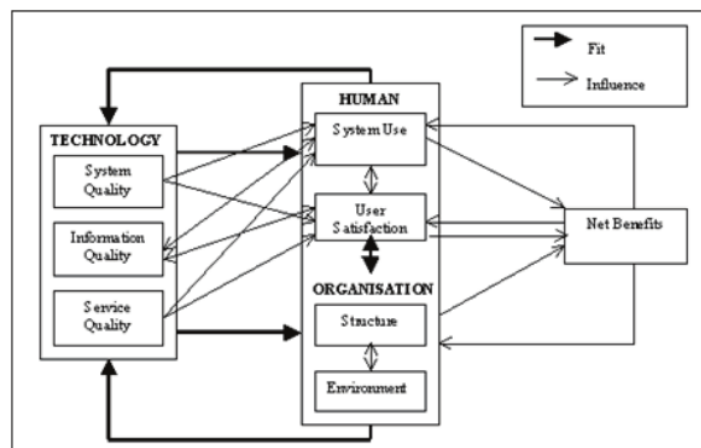 Fit
Influence
HUMAN
System Use
TECHNOLOGY
System
Quality
User
Satisfaction
Information
Quality
Net Benefits
ORGANISATION
Service
Quality
Structure
Environment